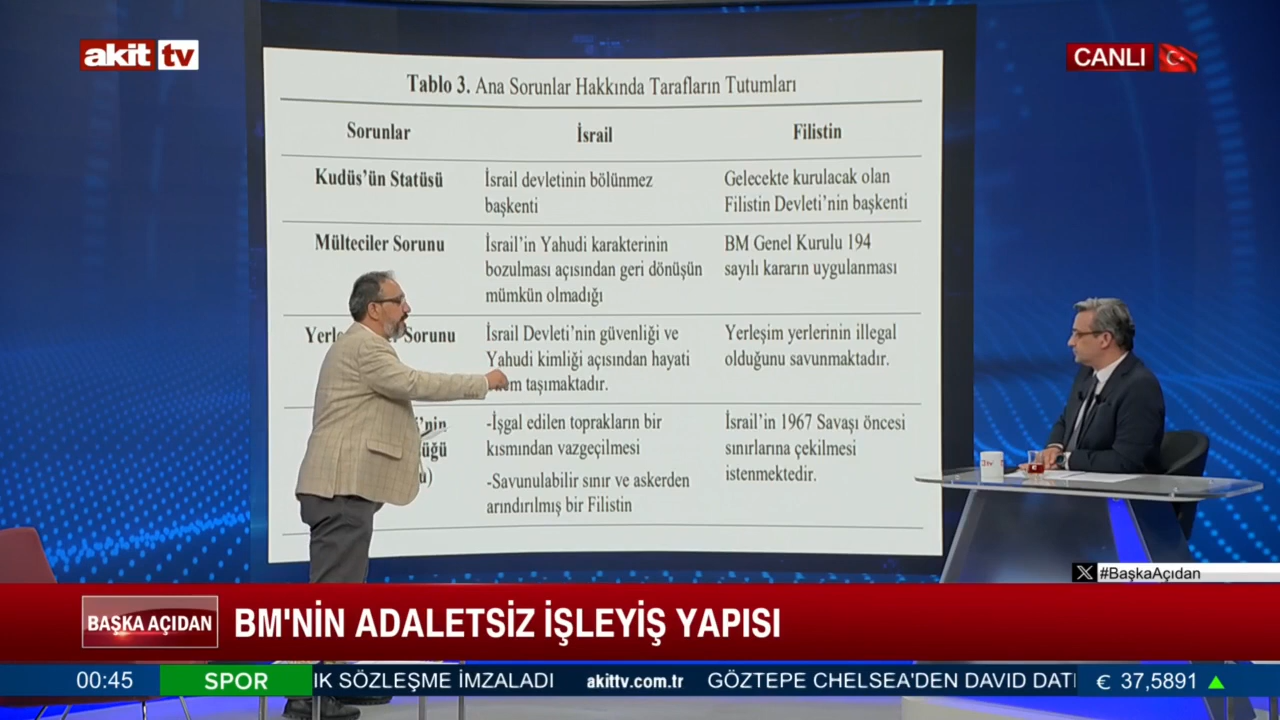 akit tv
CANLI
Tablo 3. Ana Sorunlar Hakkında Tarafların Tutumları
Sorunlar İsrail Filistin
Kudüs'ün Statüsü İsrail devletinin bölünmez Gelecekte kurulacak olan
başkenti Filistin Devleti'nin başkenti
Mülteciler Sorunu İsrail'in Yahudi karakterinin BM Genel Kurulu 194
bozulması açısından geri dönüşün sayılı kararın uygulanması
mümkün olmadığı
Sorunu İsrail Devleti'nin güvenliği ve Yerleşim yerlerinin illegal
Yahudi kimliği açısından hayati olduğunu savunmaktadır.
taşımaktadır.
'nin -İşgal edilen toprakların bir İsrail'in 1967 Savaşı öncesi
kısmından vazgeçilmesi sınırlarına çekilmesi
-Savunulabilir sınır ve askerden istenmektedir.
arındırılmış bir Filistin
tv
X #BaşkaAçıdan
BAŞKA AÇIDAN BM'NİN ADALETSİZ İŞLEYİŞ YAPISI
00:45 SPOR IK SÖZLEŞME İMZALADI akittv.com.tr GÖZTEPE CHELSEA'DEN DAVID DATI € 37,5891